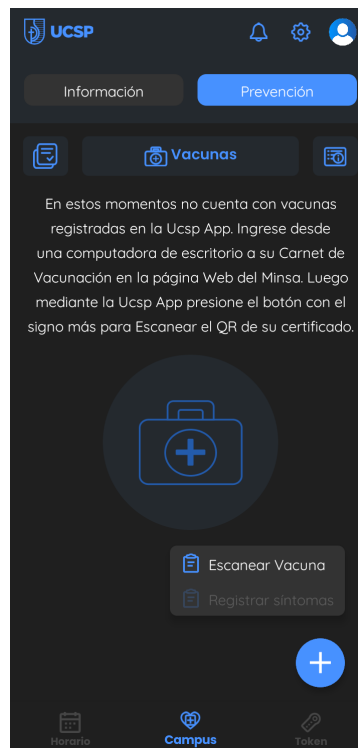 UCSP
Información
Prevención
Vacunas
En estos momentos no cuenta con vacunas
registradas en la Ucsp App. Ingrese desde
una computadora de escritorio a su Carnet de
Vacunación en la página Web del Minsa. Luego
mediante la Ucsp App presione el botón con el
signo más para Escanear el QR de su certificado.
Escanear Vacuna
Registrar síntomas
Horario
Campus
Token